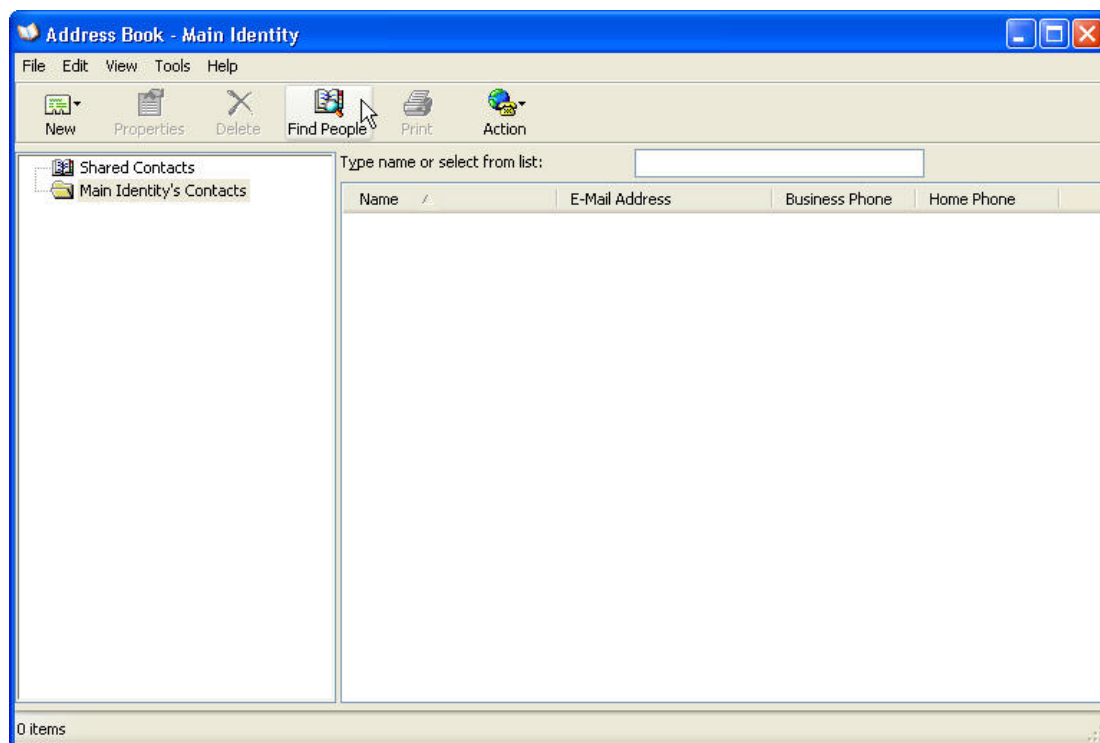 Address Book - Main Identity
File Edit View Tools Help
New Properties Delete Find People Print Action
Shared Contacts
Main Identity's Contacts
Type name or select from list:
Name E-Mail Address Business Phone Home Phone
0 items